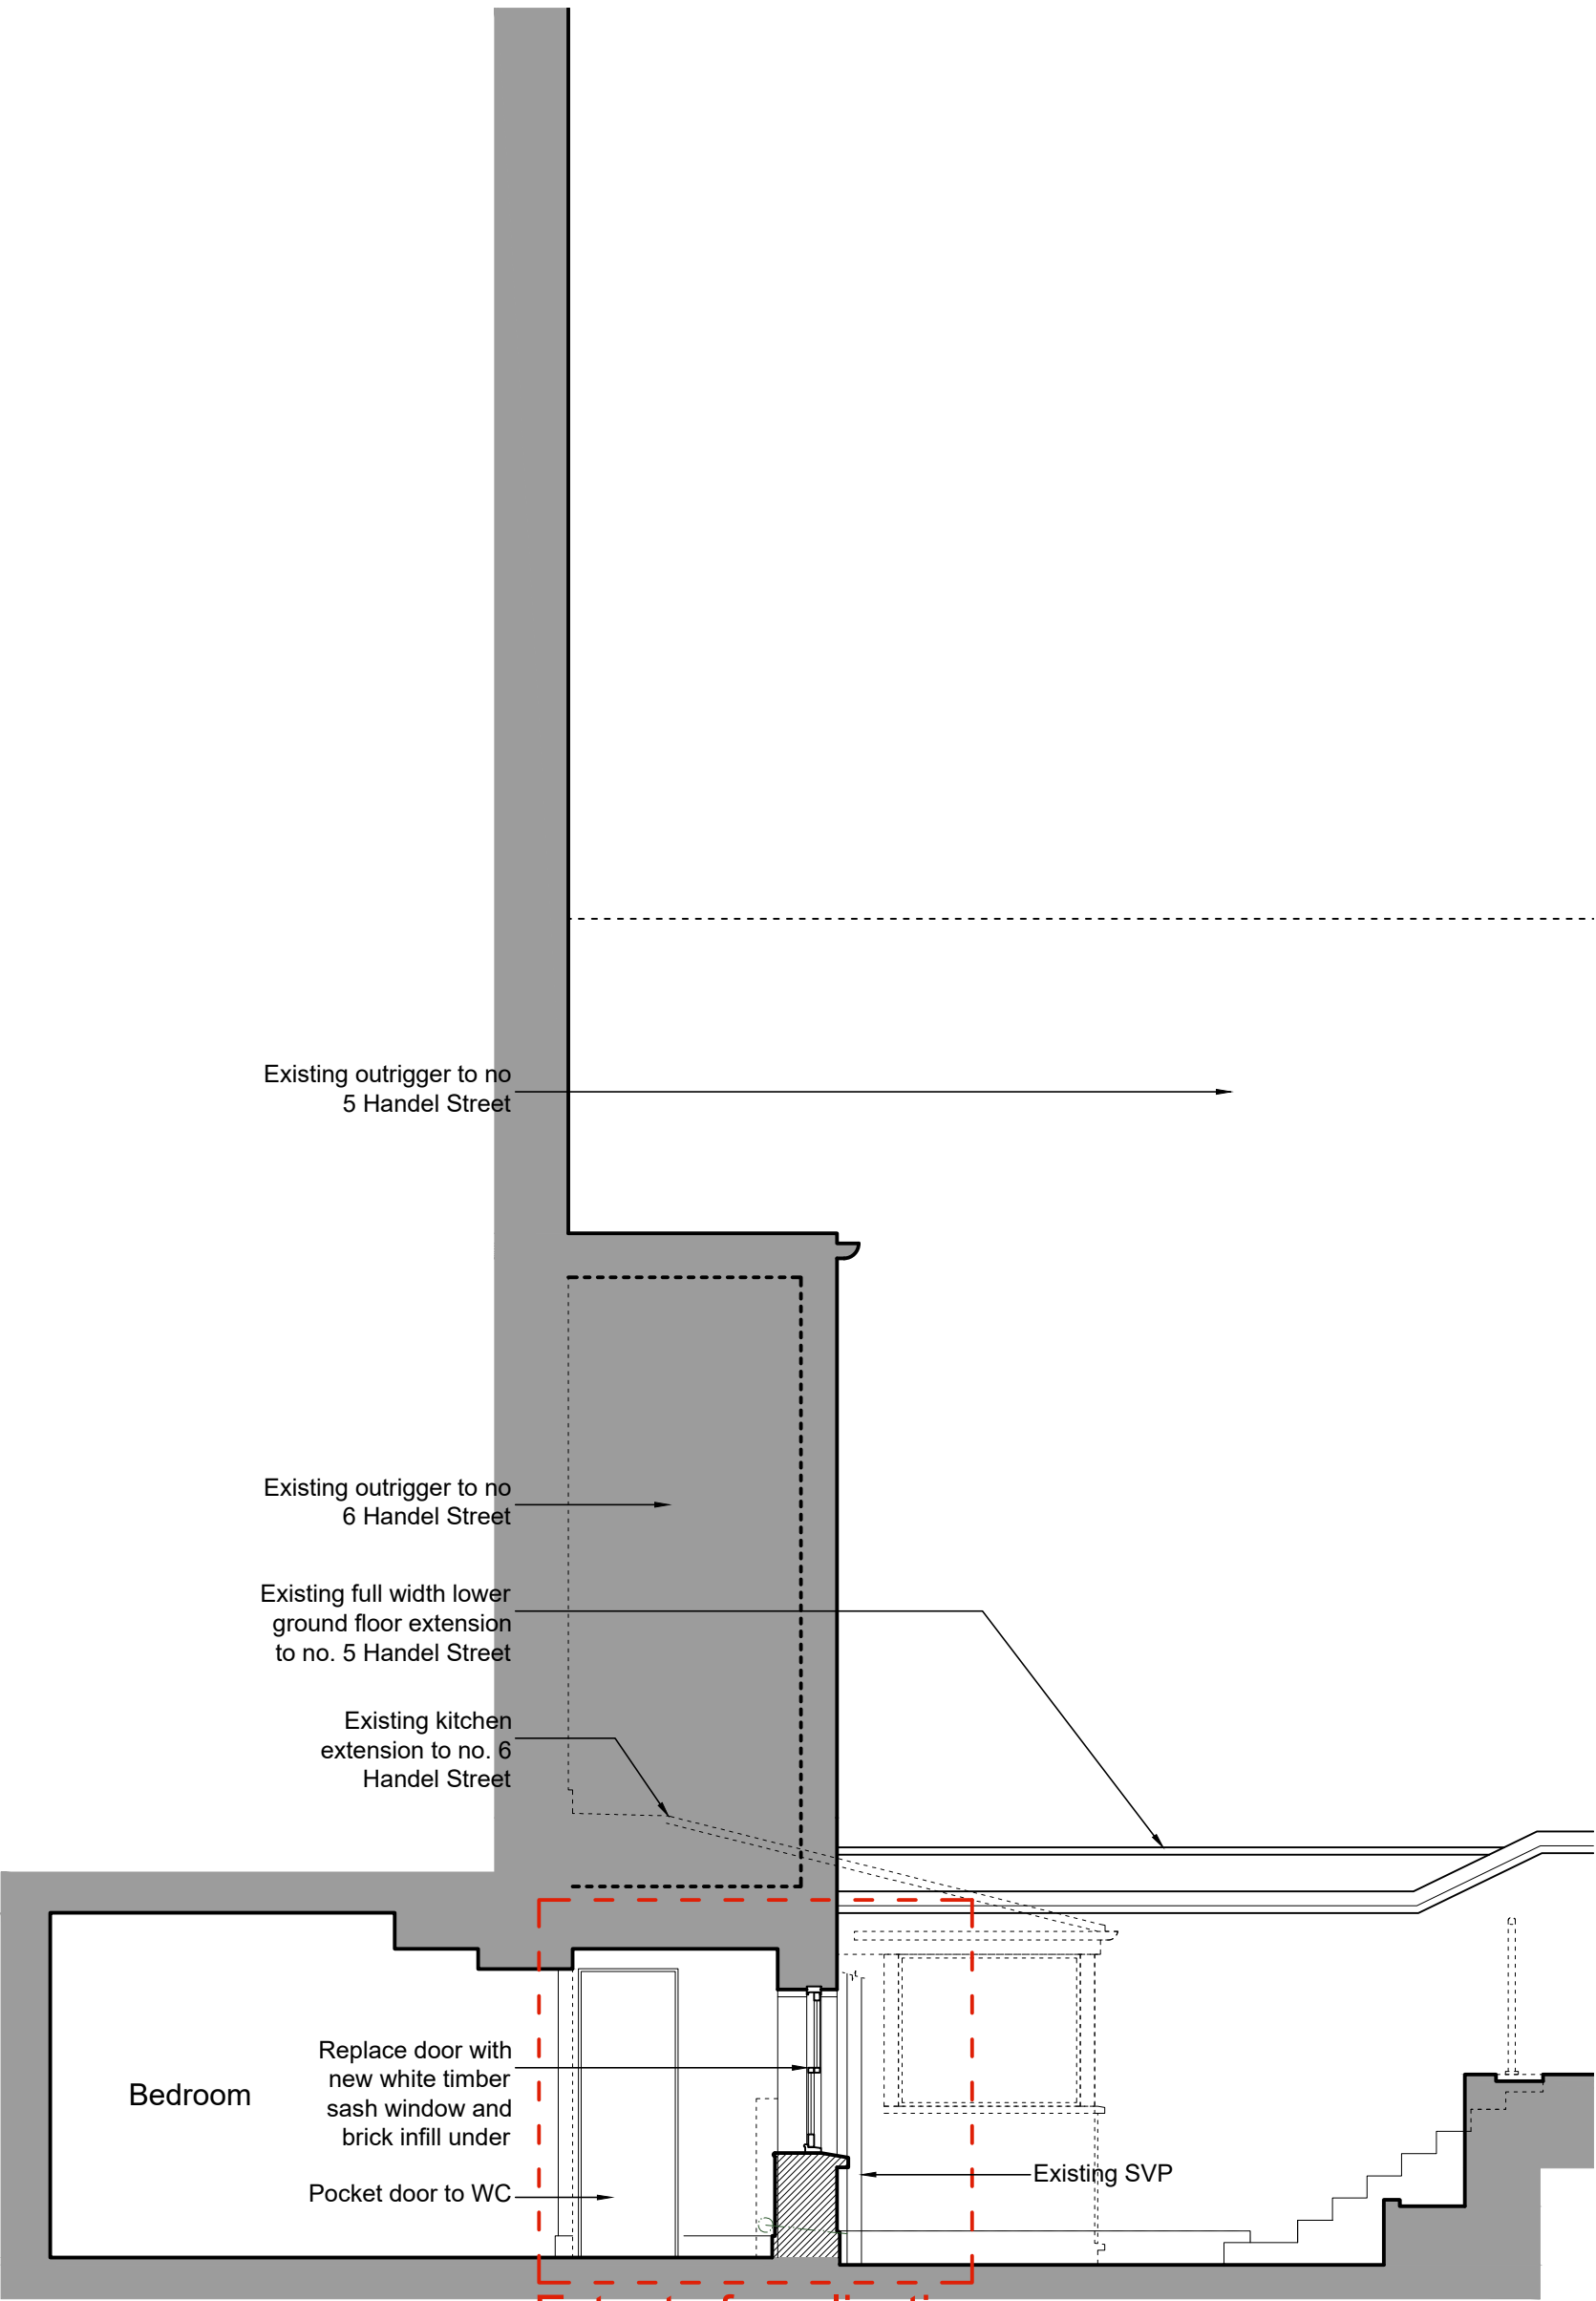 Existing outrigger to no
5 Handel Street
Existing outrigger to no
6 Handel Street
Existing full width lower
ground floor extension
to no. 5 Handel Street
Existing kitchen
extension to no. 6
Handel Street
Replace door with
new white timber
sash window and
brick infill under
Bedroom
Existing SVP
Pocket door to WC